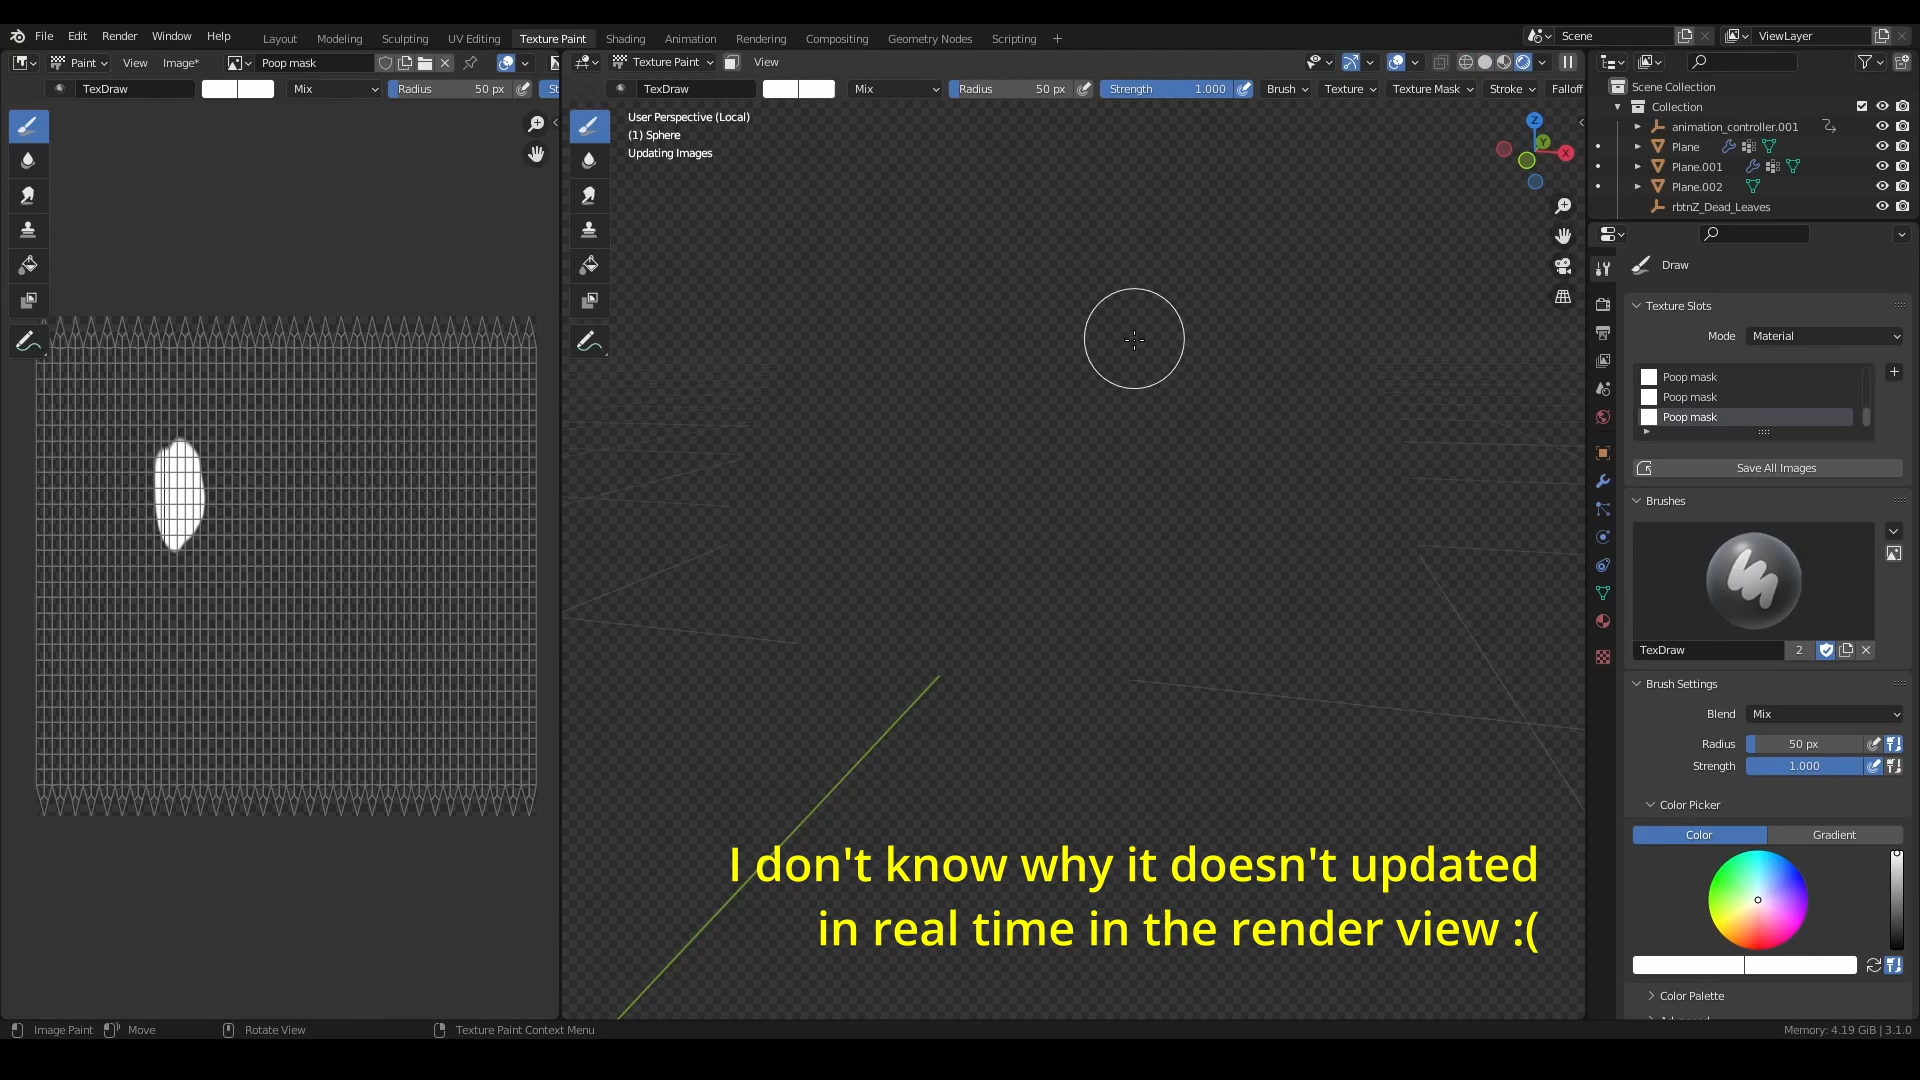 File Edit Render Window Help Layout Modeling Sculpting UV Editing Texture Paint Shading Animation Rendering Compositing Geometry Nodes Scripting + Scene ViewLayer
Paint View Image* Poop mask Texture Paint View
TexDraw Mix Radius 50 px St TexDraw Mix Radius 50 px Strength 1.000 Brush Texture Texture Mask Stroke Falloff
Scene Collection
Collection
animation_controller.001
Plane
Plane.001
Plane.002
rbtnZ_Dead_Leaves
User Perspective (Local)
(1) Sphere
Updating Images
Z
Y
X
Draw
Texture Slots
Mode Material
Poop mask
Poop mask
Poop mask
Save All Images
Brushes
TexDraw 2
Brush Settings
Blend Mix
Radius 50 px
Strength 1.000
Color Picker
Color Gradient
Color Palette
I don't know why it doesn't updated
in real time in the render view :(
Image Paint Move Rotate View Texture Paint Context Menu Memory: 4.19 GiB | 3.1.0